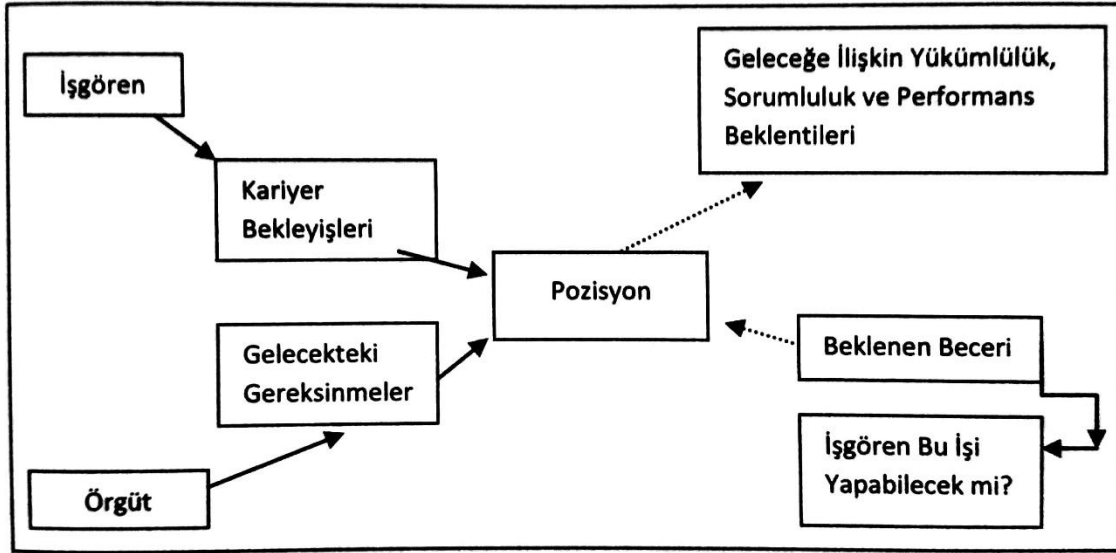 İşgören
Geleceğe İlişkin Yükümlülük,
Sorumluluk ve Performans
Beklentileri
Kariyer
Bekleyişleri
Pozisyon
Gelecekteki
Gereksinmeler
Beklenen Beceri
İşgören Bu İşi
Yapabilecek mi?
Örgüt